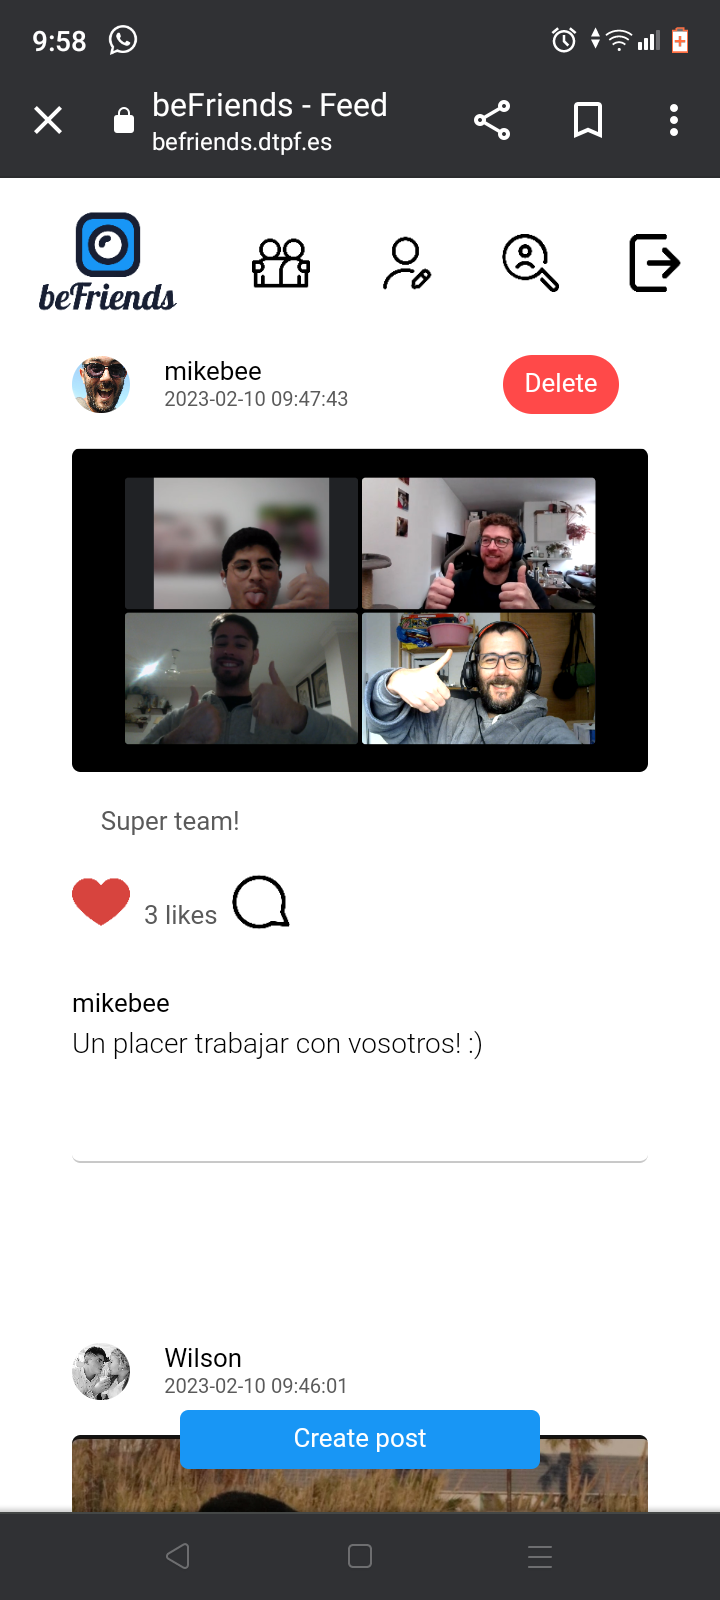 9:58
beFriends - Feed
befriends.dtpf.es
beFriends
mikebee
2023-02-10 09:47:43
Delete
Super team!
3 likes
mikebee
Un placer trabajar con vosotros! :)
Wilson
2023-02-10 09:46:01
Create post